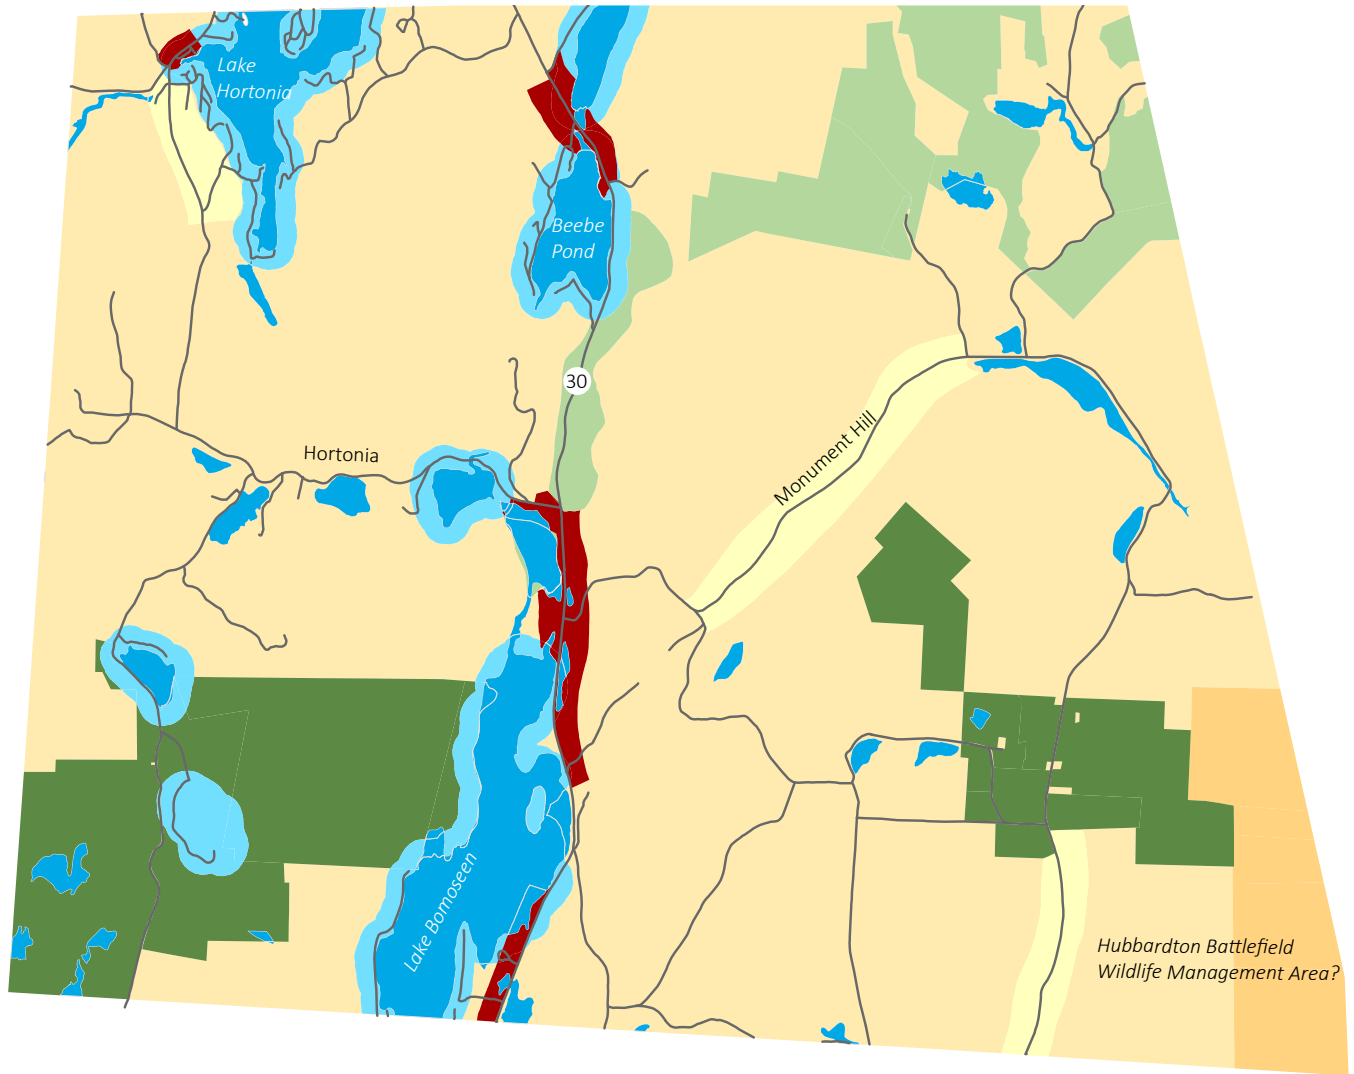 Lake
Hortonia
Beebe
Pond
30
Monument Hill
Hortonia
Lake Bomoseen
Hubbardton Battlefield
Wildlife Management Area?